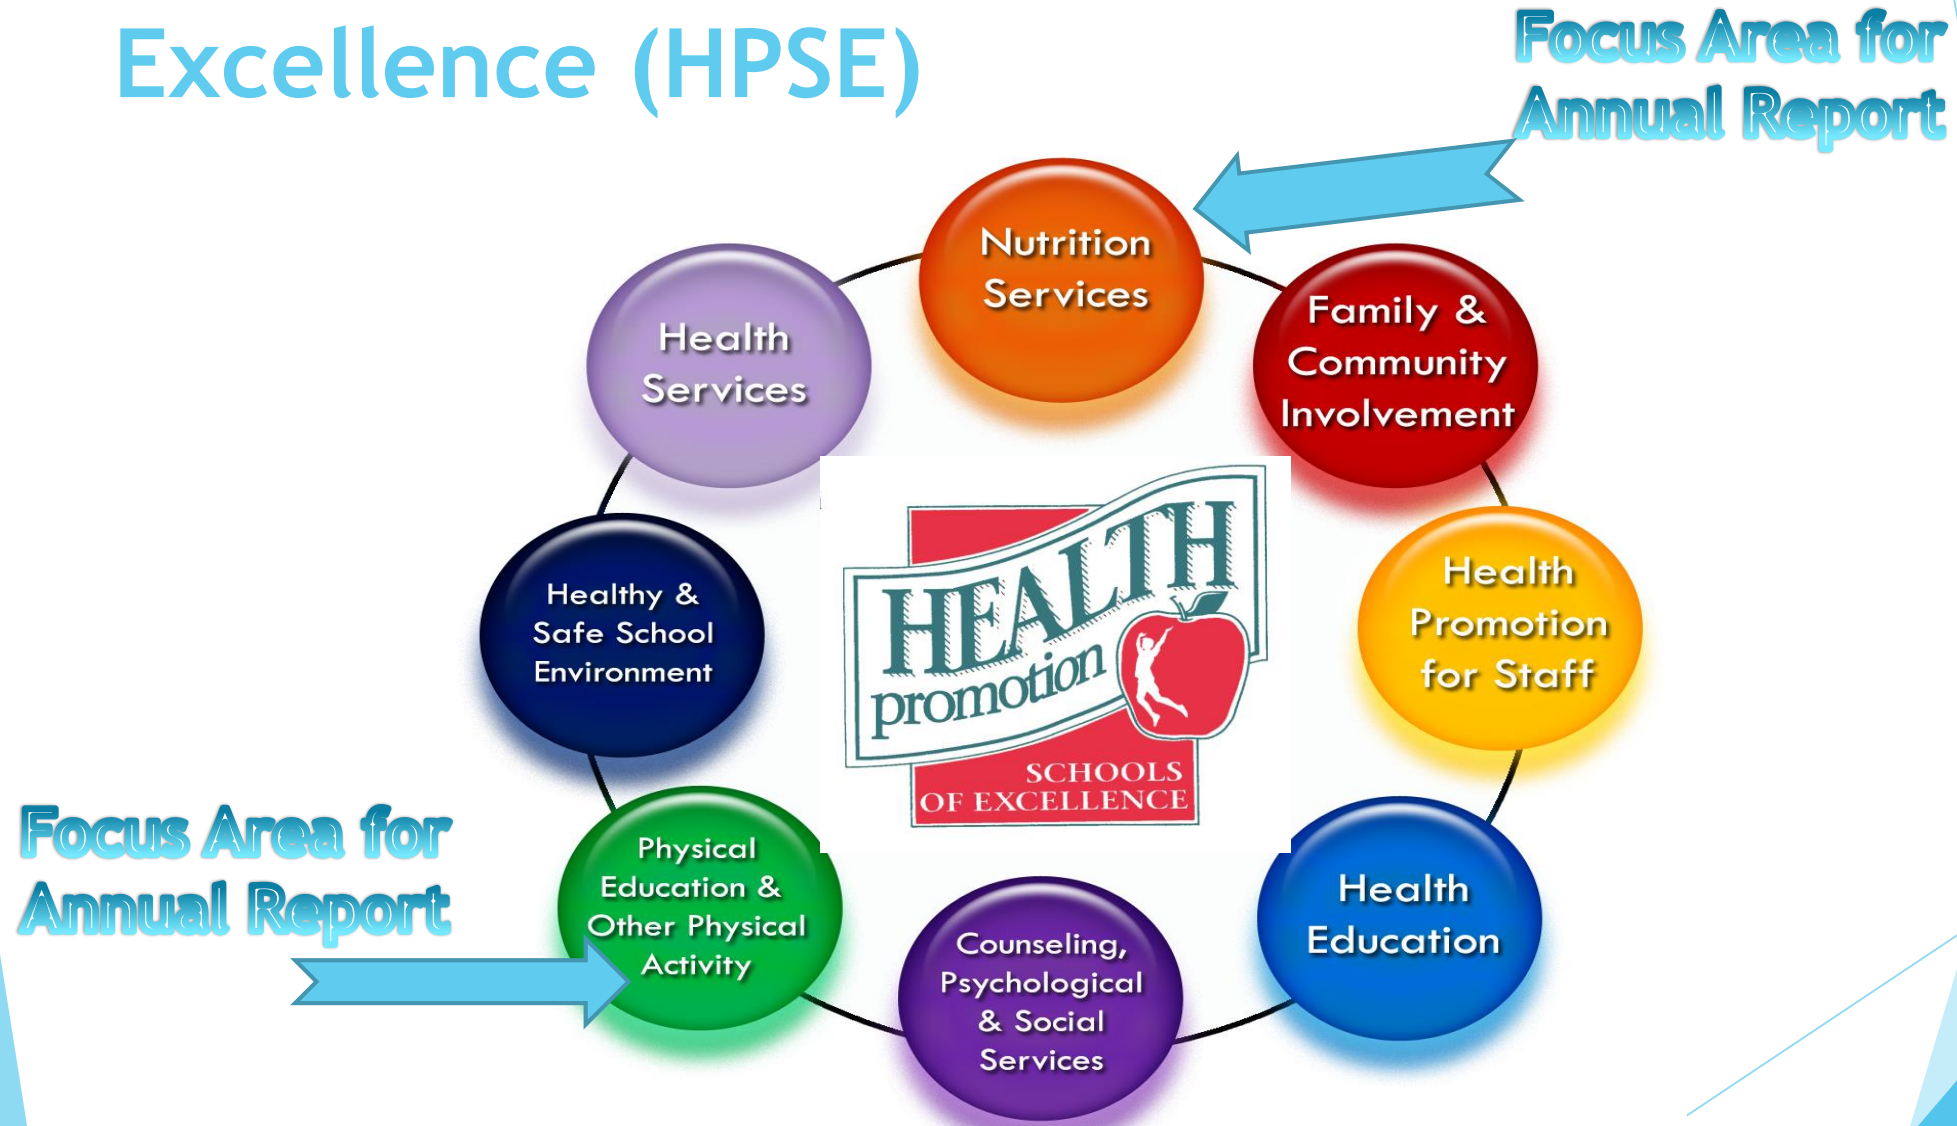 Excellence (HPSE)
Focus Area for
Annual Report
Nutrition
Services
Family &
Community
Involvement
Health
Promotion
for Staff
Health
Education
Counseling,
Psychological
& Social
Services
Physical
Education &
Other Physical
Activity
Healthy &
Safe School
Environment
Health
Services
HEALTH
promotion
SCHOOLS
OF EXCELLENCE
Focus Area for
Annual Report